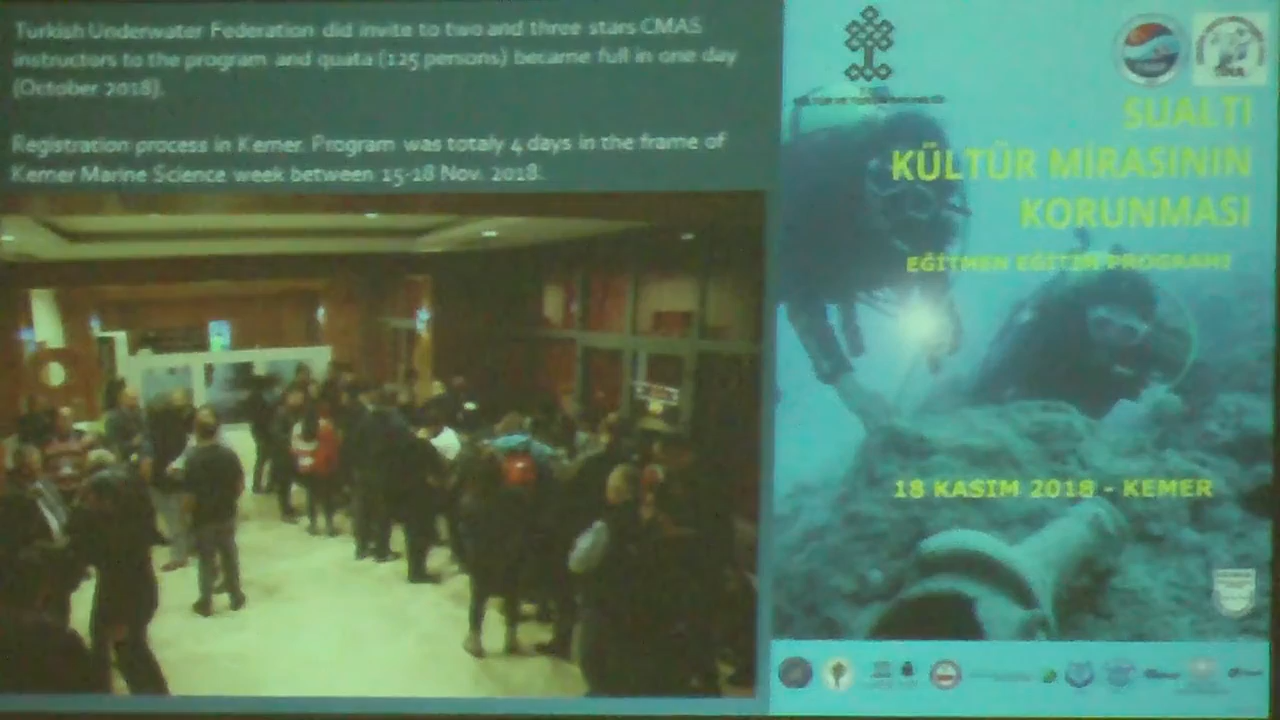 Turkish Underwater Federation did invite to two and three stars CMAS
instructors to the program and quata (125 persons) became full in one day
(October 2018).
Registration process in Kemer. Program was totaly 4 days in the frame of
Kemer Marine Science week between 15-18 Nov. 2018.
SUALTI
KÜLTÜR MİRASININ
KORUNMASI
EĞİTMEN EĞİTİM PROGRAMI
18 KASIM 2018 - KEMER